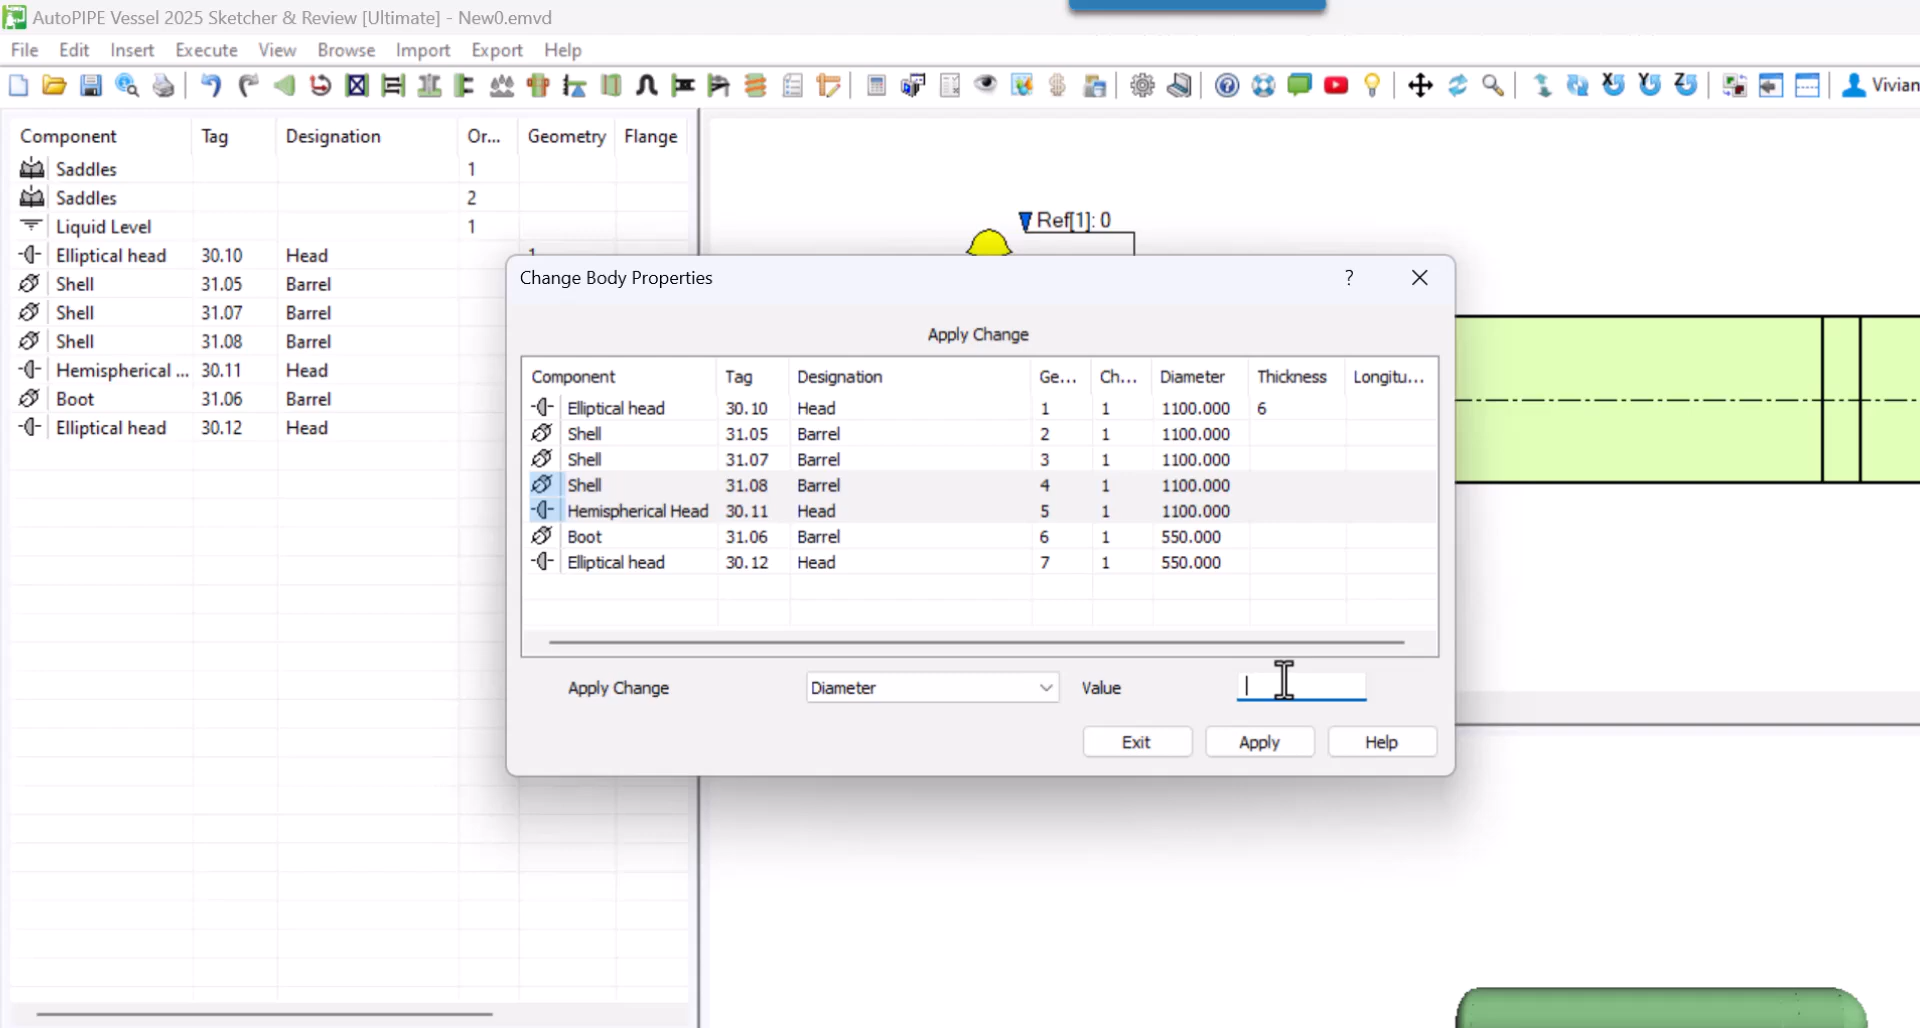 AutoPIPE Vessel 2025 Sketcher & Review [Ultimate] - New0.emvd
File Edit Insert Execute View Browse Import Export Help
Vivian
Component Tag Designation Or... Geometry Flange
Saddles 1
Saddles 2
Liquid Level 1
Elliptical head 30.10 Head 1
Shell 31.05 Barrel
Shell 31.07 Barrel
Shell 31.08 Barrel
Hemispherical ... 30.11 Head
Boot 31.06 Barrel
Elliptical head 30.12 Head
Ref[1]: 0
Change Body Properties
Apply Change
Component Tag Designation Ge... Ch... Diameter Thickness Longitu...
Elliptical head 30.10 Head 1 1 1100.000 6
Shell 31.05 Barrel 2 1 1100.000
Shell 31.07 Barrel 3 1 1100.000
Shell 31.08 Barrel 4 1 1100.000
Hemispherical Head 30.11 Head 5 1 1100.000
Boot 31.06 Barrel 6 1 550.000
Elliptical head 30.12 Head 7 1 550.000
Apply Change Diameter Value
Exit Apply Help